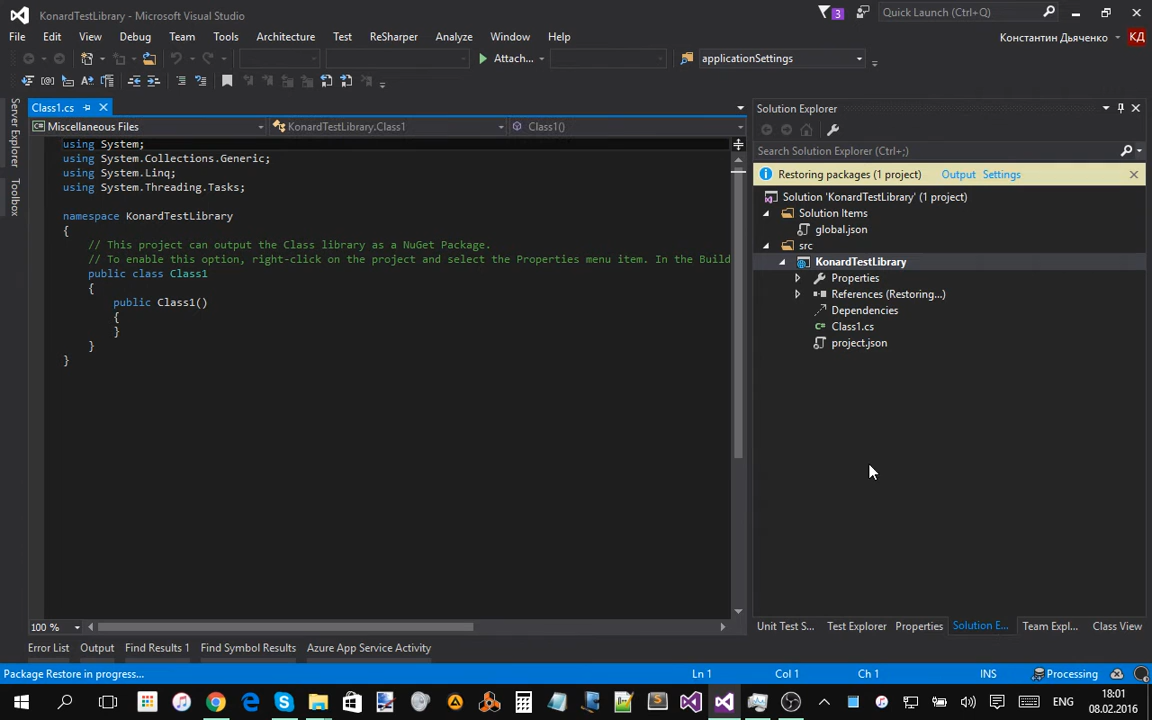 KonardTestLibrary - Microsoft Visual Studio
3
Quick Launch (Ctrl+Q)
File Edit View Debug Team Tools Architecture Test ReSharper Analyze Window Help
Константин Дьяченко КД
Attach...
applicationSettings
Server Explorer
Toolbox
Class1.cs
Miscellaneous Files
KonardTestLibrary.Class1
Class1()
using System;
using System.Collections.Generic;
using System.Linq;
using System.Threading.Tasks;
namespace KonardTestLibrary
{
// This project can output the Class library as a NuGet Package.
// To enable this option, right-click on the project and select the Properties menu item. In the Build
public class Class1
{
public Class1()
{
}
}
}
100 %
Solution Explorer
Search Solution Explorer (Ctrl+;)
Restoring packages (1 project) Output Settings
Solution 'KonardTestLibrary' (1 project)
Solution Items
global.json
src
KonardTestLibrary
Properties
References (Restoring...)
Dependencies
Class1.cs
project.json
Unit Test S... Test Explorer Properties Solution E... Team Expl... Class View
Error List Output Find Results 1 Find Symbol Results Azure App Service Activity
Package Restore in progress... Ln 1 Col 1 Ch 1 INS Processing
ENG
18:01
08.02.2016